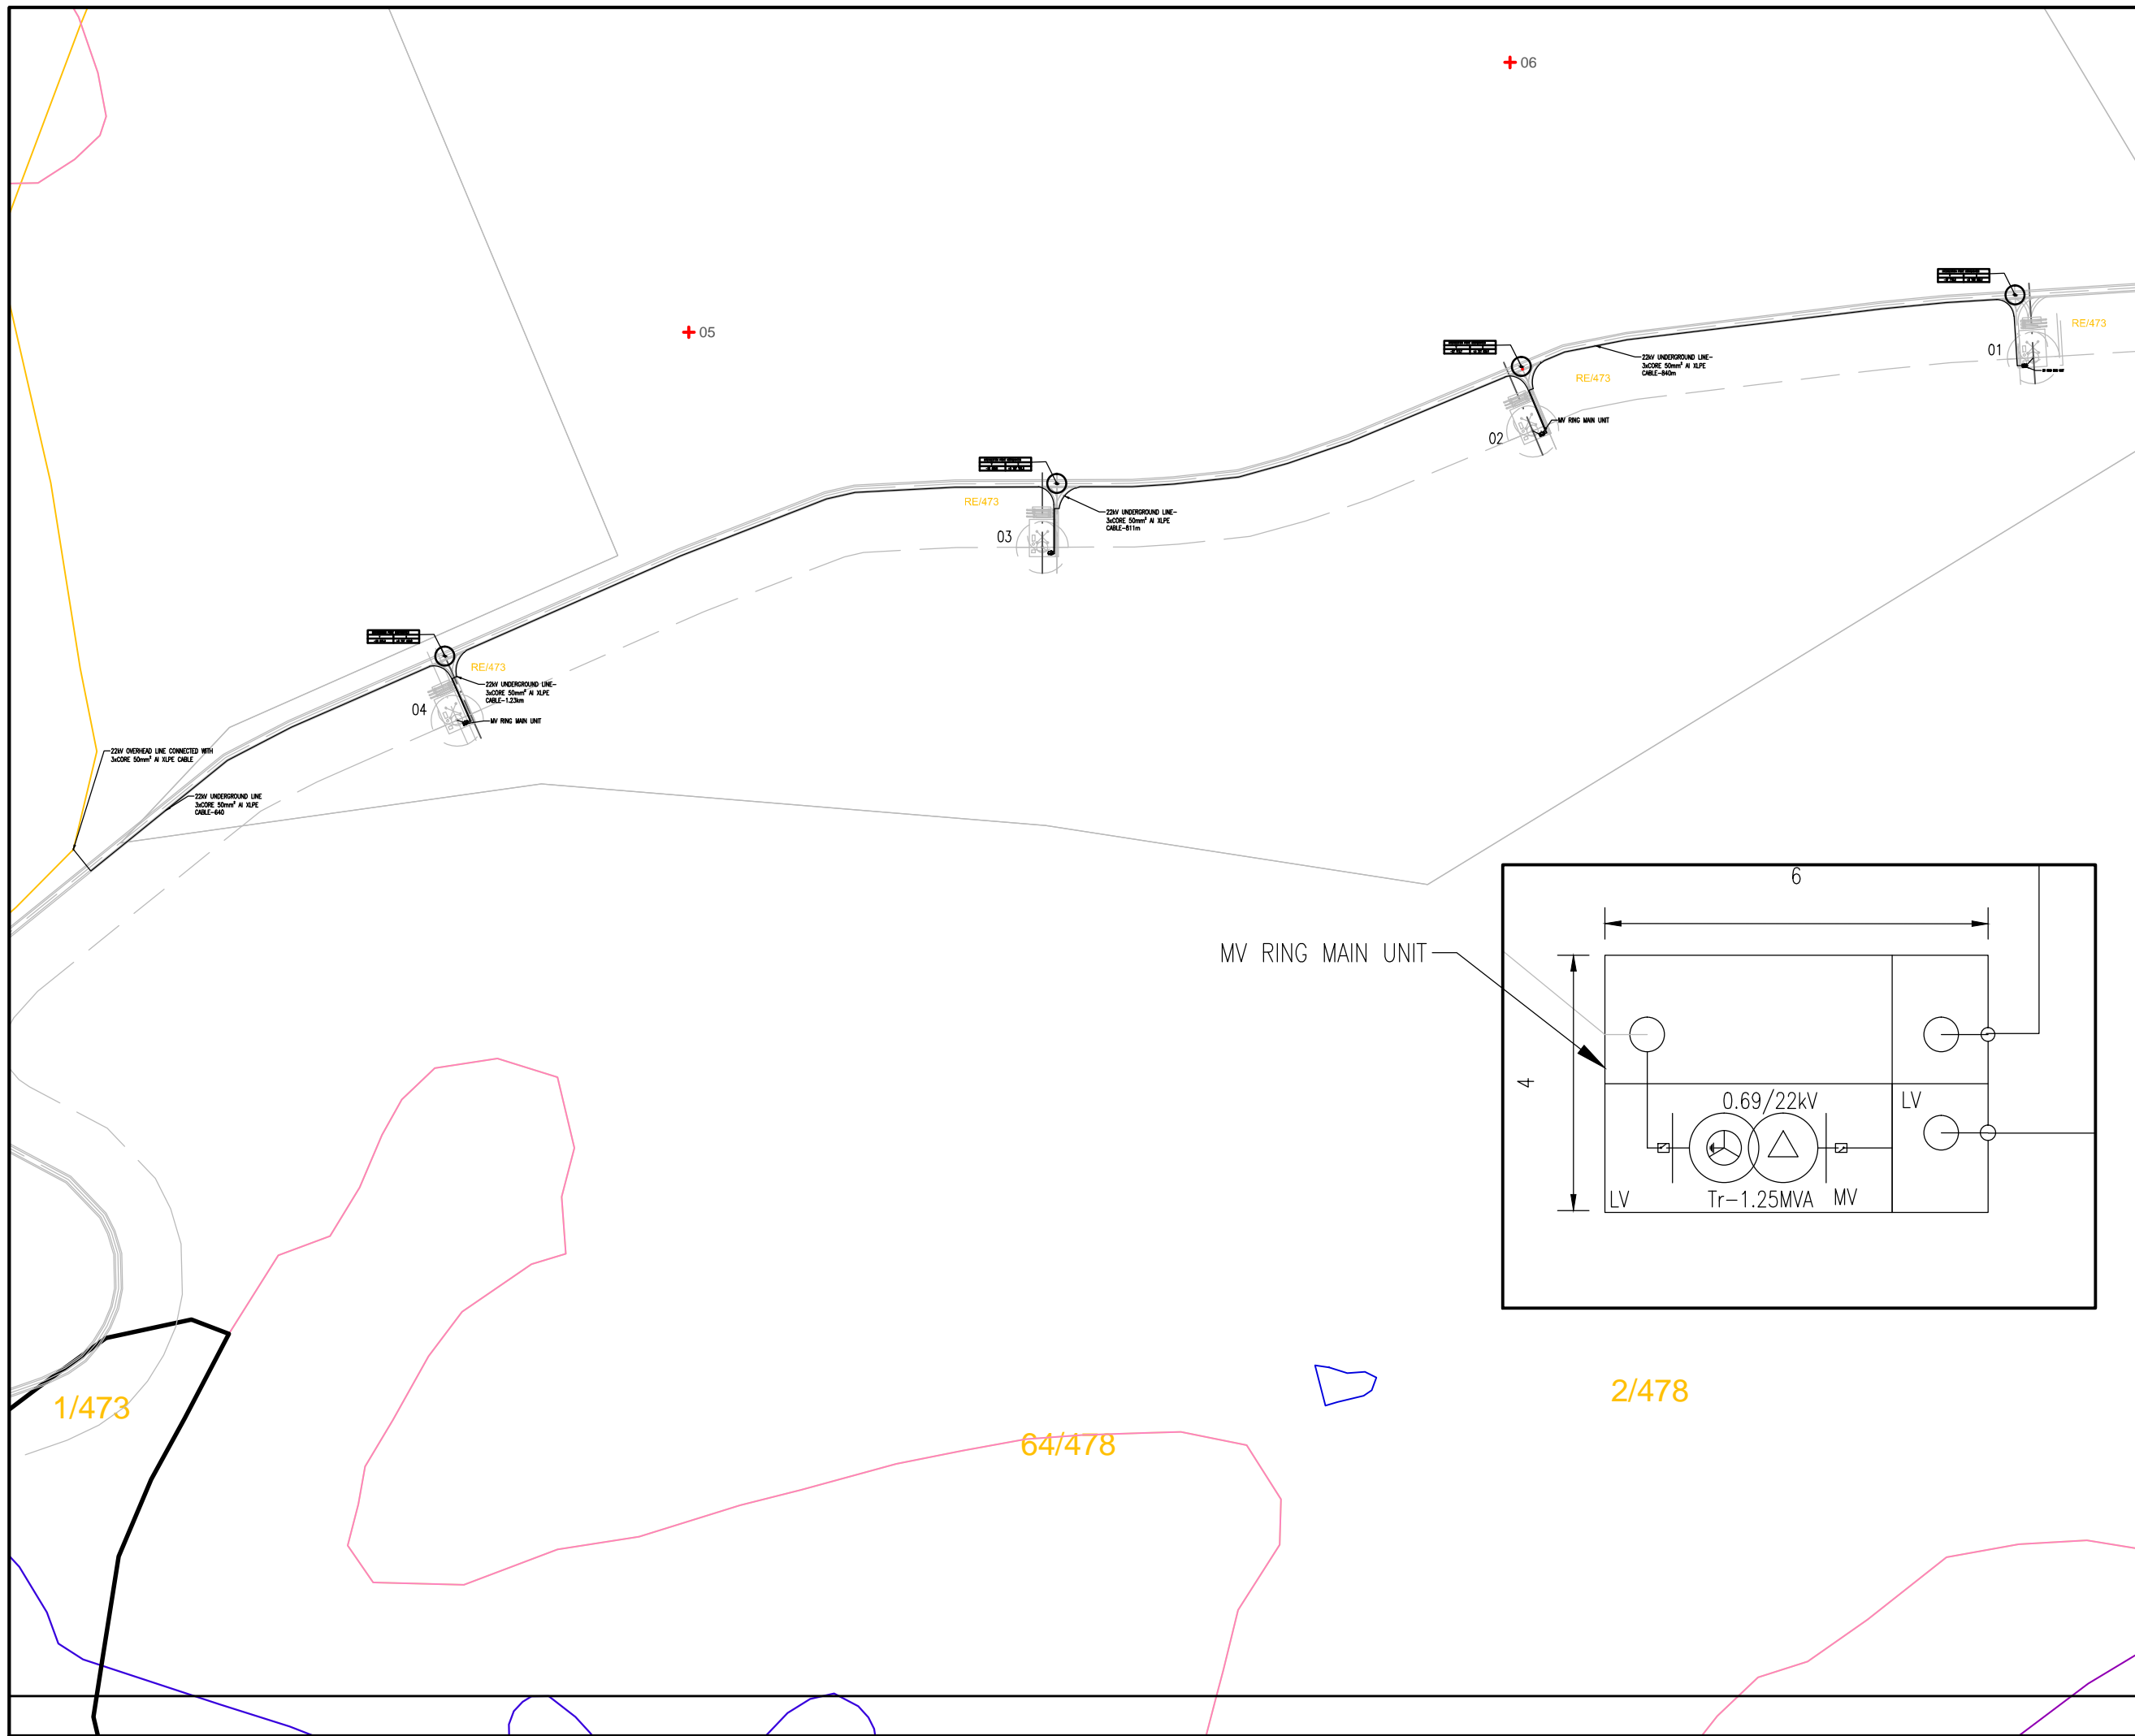 06
05
RE/473
01
22kV UNDERGROUND LINE-
3xCORE 50mm² Al XLPE
CABLE-840m
RE/473
MV RING MAIN UNIT
02
RE/473
22kV UNDERGROUND LINE-
3xCORE 50mm² Al XLPE
CABLE-811m
03
RE/473
22kV UNDERGROUND LINE-
3xCORE 50mm² Al XLPE
CABLE-1.23km
04
MV RING MAIN UNIT
22kV OVERHEAD LINE CONNECTED WITH
3xCORE 50mm² Al XLPE CABLE
22kV UNDERGROUND LINE
3xCORE 50mm² Al XLPE
CABLE-640
6
MV RING MAIN UNIT
4
0.69/22kV
LV
LV
Tr-1.25MVA
MV
1/473
2/478
64/478